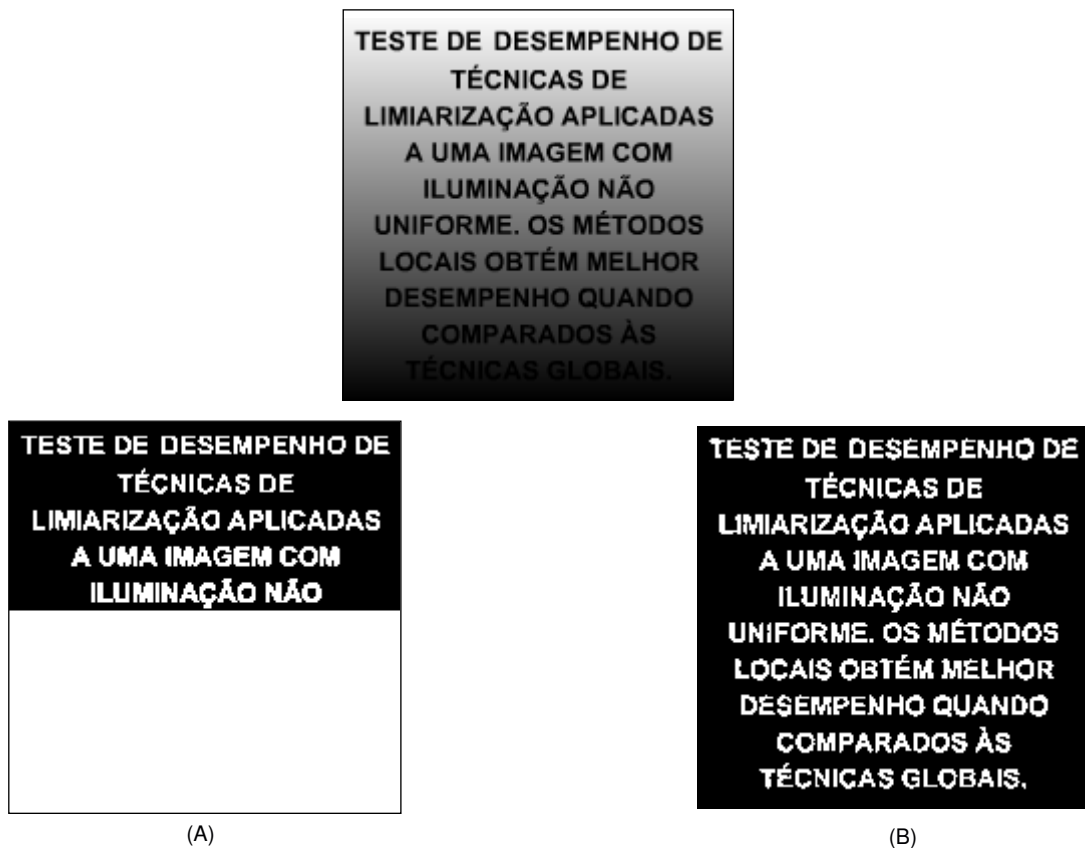 TESTE DE DESEMPENHO DE
TÉCNICAS DE
LIMIARIZAÇÃO APLICADAS
A UMA IMAGEM COM
ILUMINAÇÃO NÃO
UNIFORME. OS MÉTODOS
LOCAIS OBTÉM MELHOR
DESEMPENHO QUANDO
COMPARADOS ÀS
TÉCNICAS GLOBAIS.
TESTE DE DESEMPENHO DE
TÉCNICAS DE
LIMIARIZAÇÃO APLICADAS
A UMA IMAGEM COM
ILUMINAÇÃO NÃO
(A)
TESTE DE DESEMPENHO DE
TÉCNICAS DE
LIMIARIZAÇÃO APLICADAS
A UMA IMAGEM COM
ILUMINAÇÃO NÃO
UNIFORME. OS MÉTODOS
LOCAIS OBTÉM MELHOR
DESEMPENHO QUANDO
COMPARADOS ÀS
TÉCNICAS GLOBAIS.
(B)